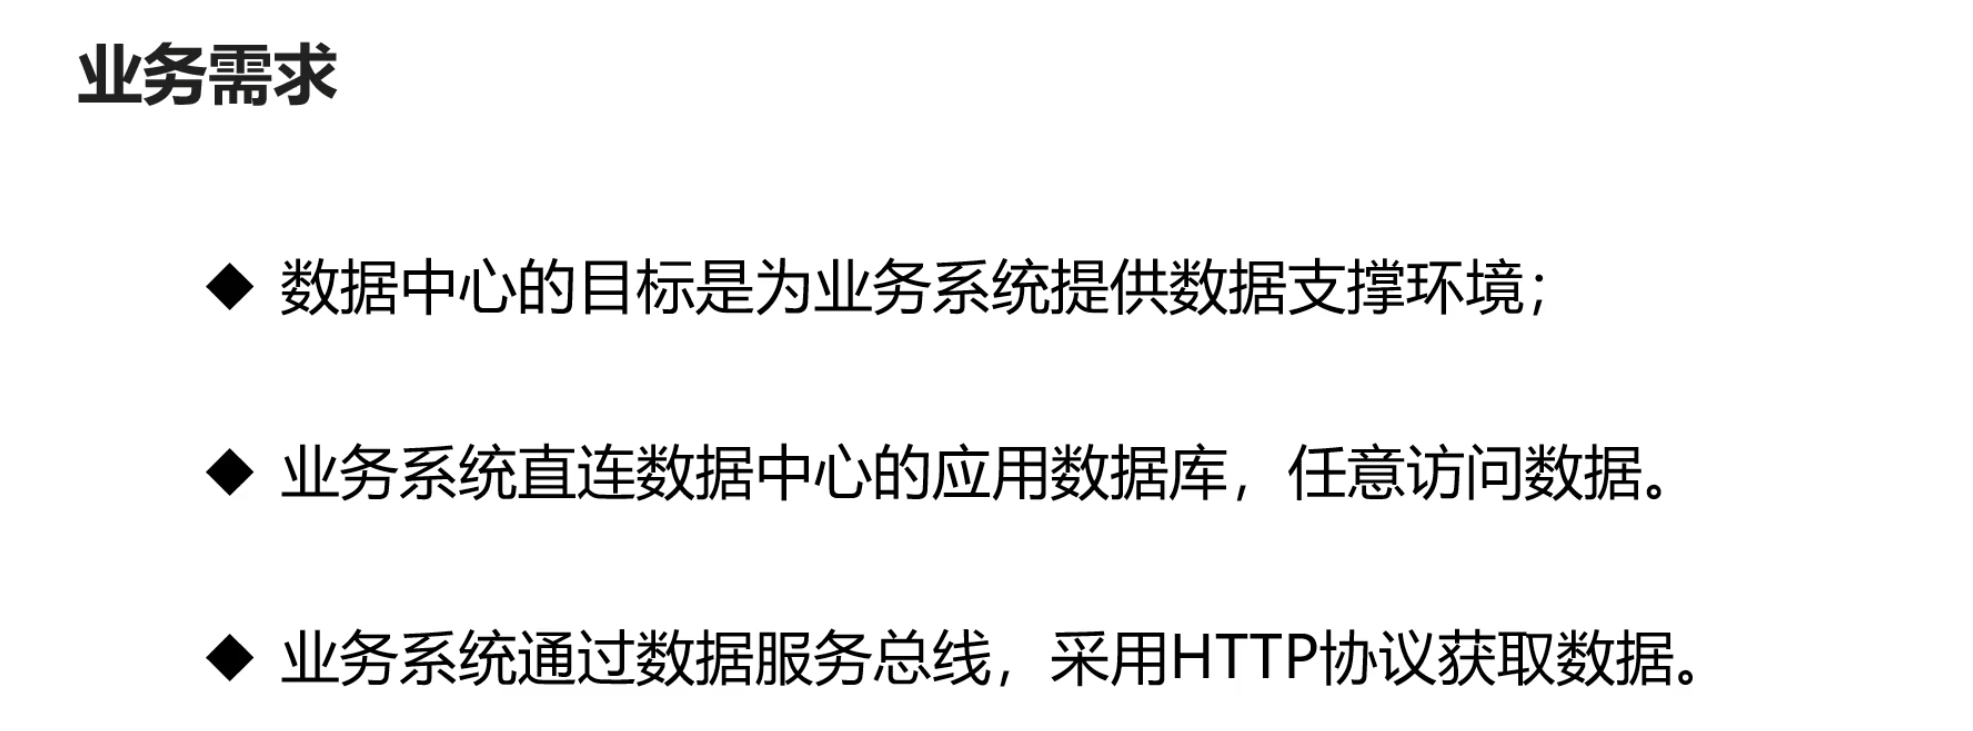 业务需求
◆ 数据中心的目标是为业务系统提供数据支撑环境；
◆ 业务系统直连数据中心的应用数据库，任意访问数据。
◆ 业务系统通过数据服务总线，采用HTTP协议获取数据。